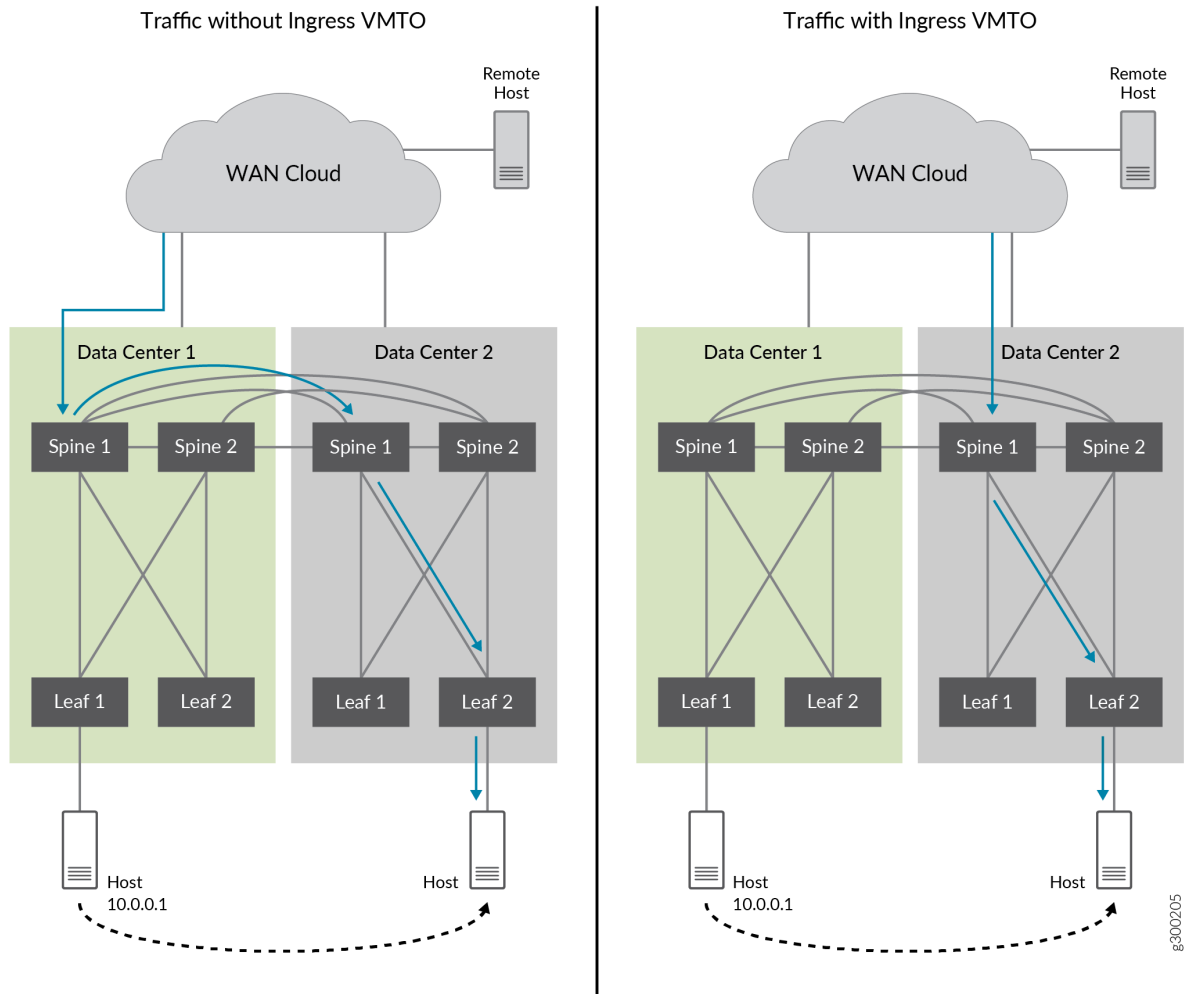 Traffic without Ingress VMTO
Remote
Host
WAN Cloud
Data Center 1
Data Center 2
Spine 1
Spine 2
Spine 1
Spine 2
Leaf 1
Leaf 2
Leaf 1
Leaf 2
Host
10.0.0.1
Host
Traffic with Ingress VMTO
Remote
Host
WAN Cloud
Data Center 1
Data Center 2
Spine 1
Spine 2
Spine 1
Spine 2
Leaf 1
Leaf 2
Leaf 1
Leaf 2
Host
10.0.0.1
Host
g300205